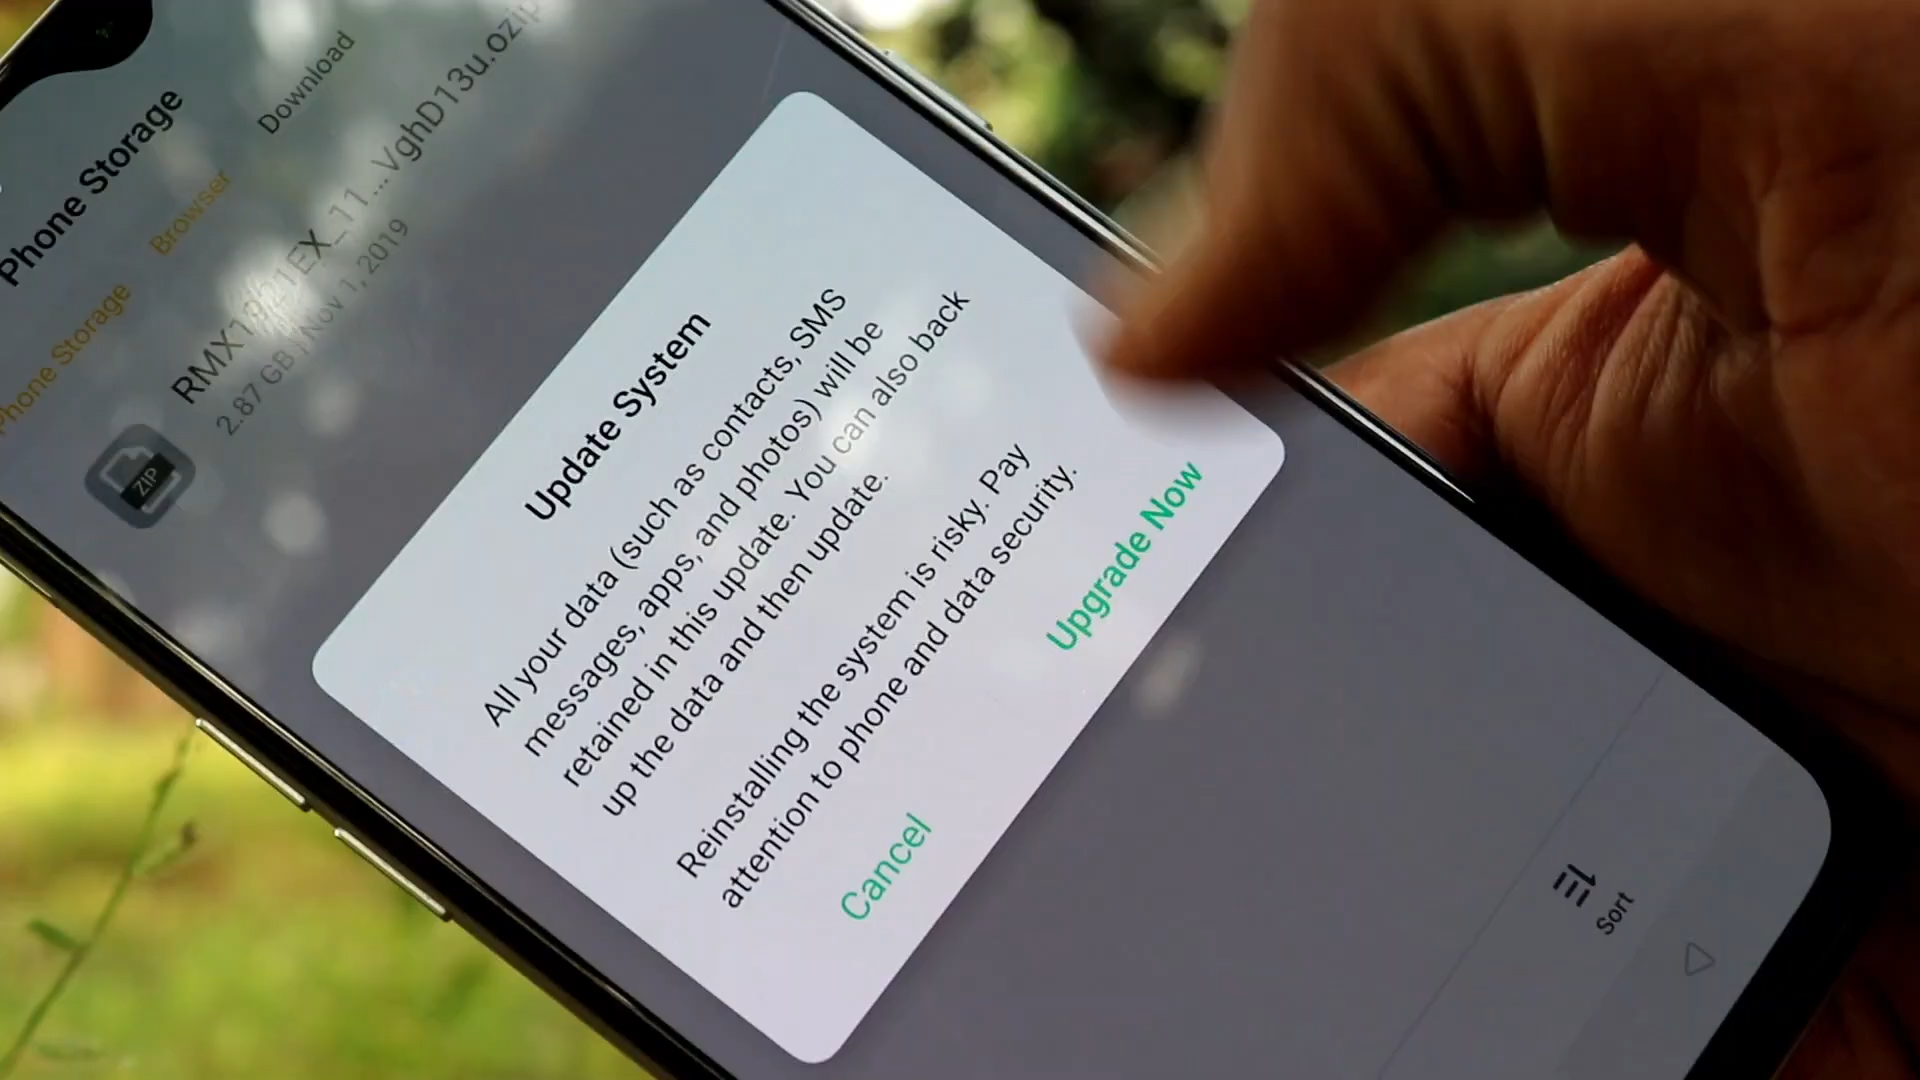 Phone Storage
Phone Storage
Browser
Download
2.87 GB | Nov 1, 2019
ZIP
Update System
All your data (such as contacts, SMS
messages, apps, and photos) will be
retained in this update. You can also back
up the data and then update.
Reinstalling the system is risky. Pay
attention to phone and data security.
Cancel
Upgrade Now
Sort